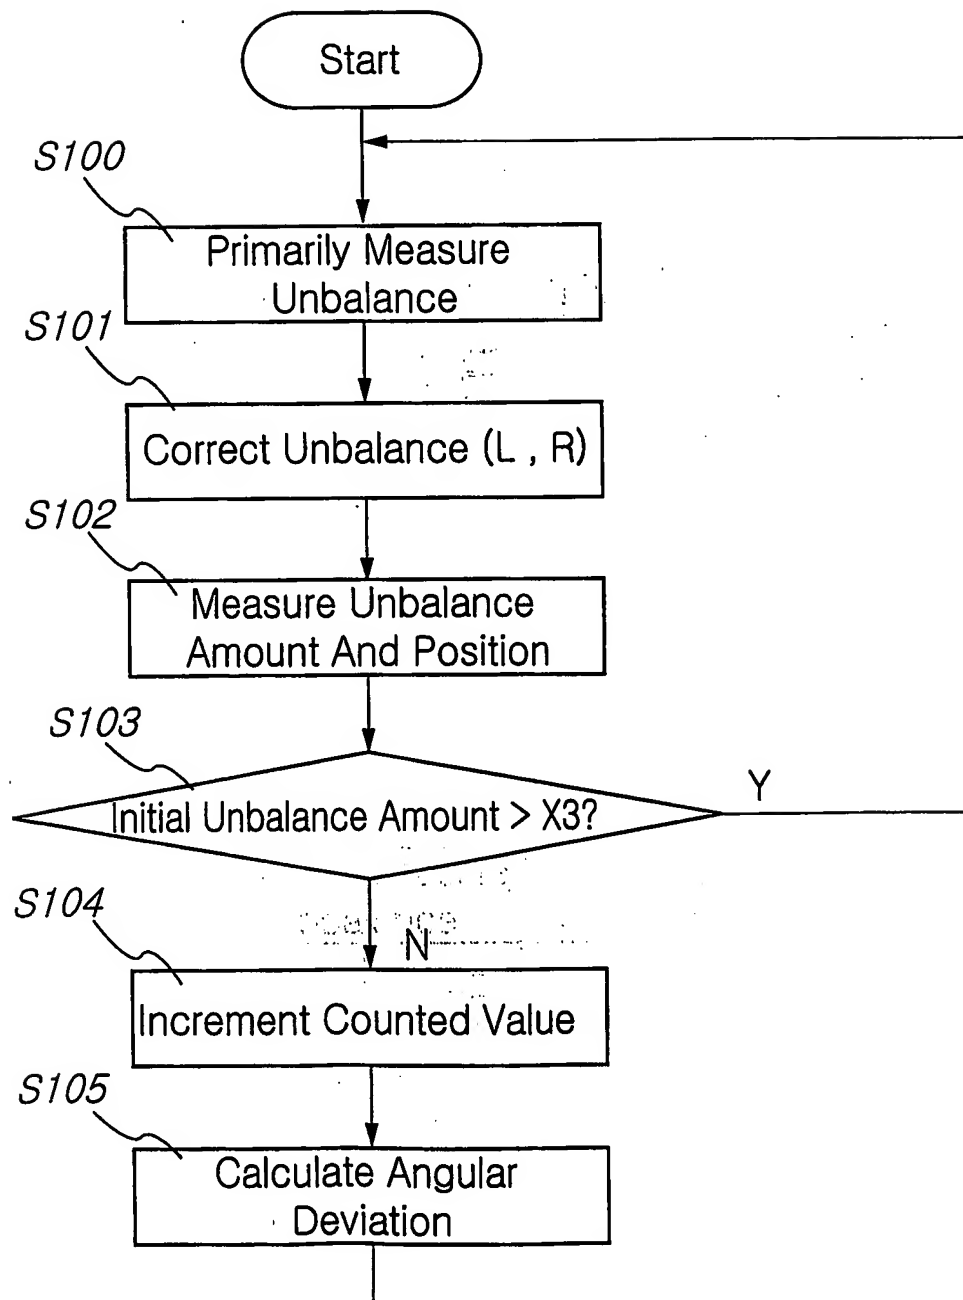 Start
S100
Primarily Measure
Unbalance
S101
Correct Unbalance (L , R)
S102
Measure Unbalance
Amount And Position
S103
Initial Unbalance Amount > X3?
Y
S104
N
Increment Counted Value
S105
Calculate Angular
Deviation